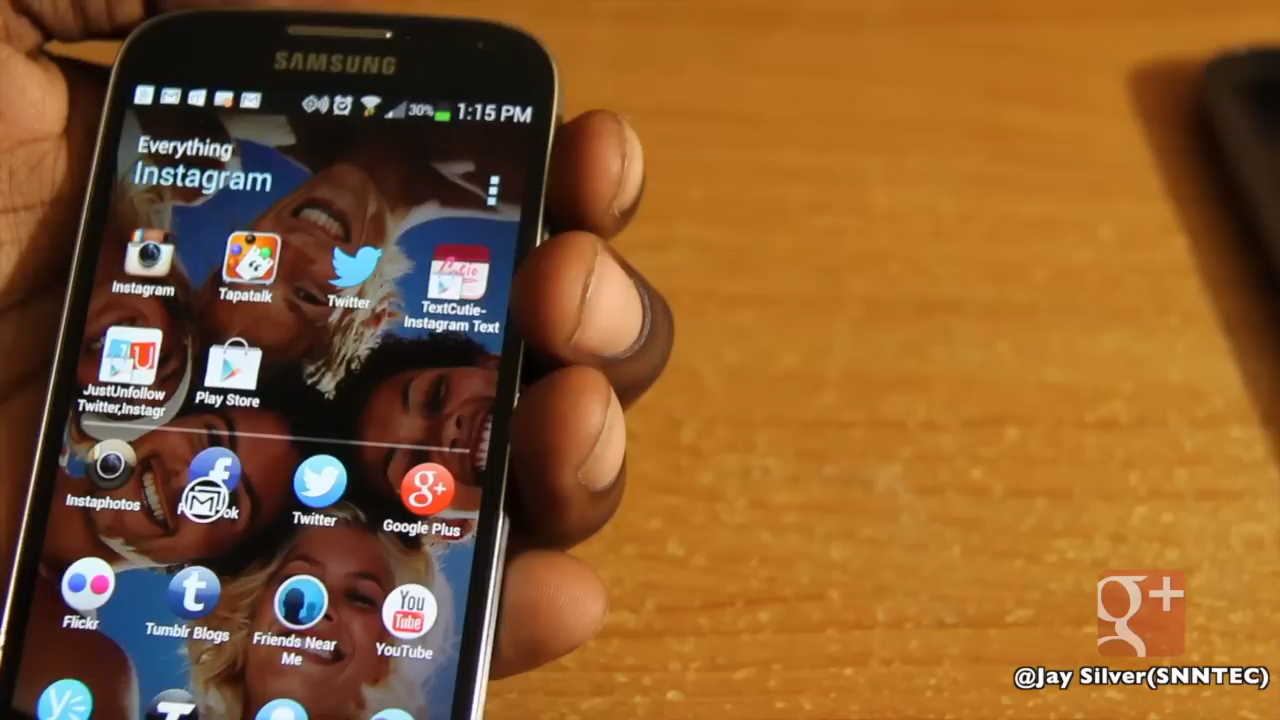 SAMSUNG
30% 1:15 PM
Everything
Instagram
Instagram
Tapatalk
Twitter
TextCutie-
Instagram Text
JustUnfollow
Twitter,Instagr
Play Store
Instaphotos
Twitter
Google Plus
Flickr
Tumblr Blogs
Friends Near
Me
You
Tube
YouTube
g+
@Jay Silver(SNNTEC)